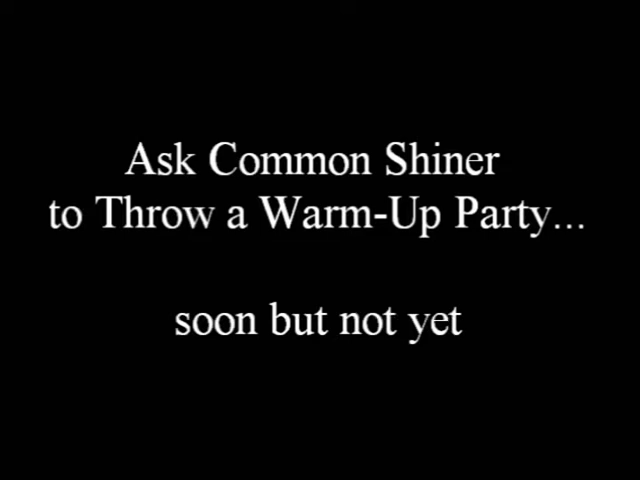 Ask Common Shiner
to Throw a Warm-Up Party...
soon but not yet